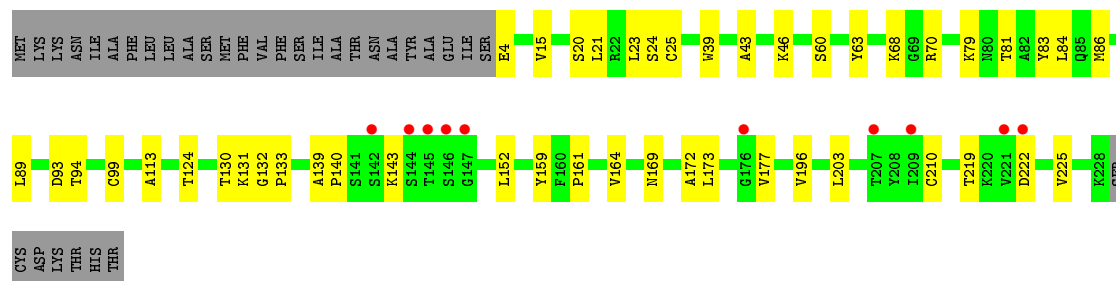 MET LYS LYS ASN ILE ALA PHE LEU LEU ALA SER MET PHE VAL PHE SER ILE ALA THR ASN ALA TYR ALA GLU ILE SER E4 V15 S20 L21 R22 L23 S24 C25 W39 A43 K46 S60 Y63 K68 G69 R70 K79 N80 T81 A82 Y83 L84 Q85 M86
L89 D93 T94 C99 A113 T124 T130 K131 G132 P133 A139 P140 S141 S142 K143 S144 T145 S146 G147 L152 Y159 F160 P161 V164 N169 A172 L173 G176 V177 V196 L203 T207 Y208 I209 C210 T219 K220 V221 D222 V225 K228
CYS ASP LYS THR HIS THR